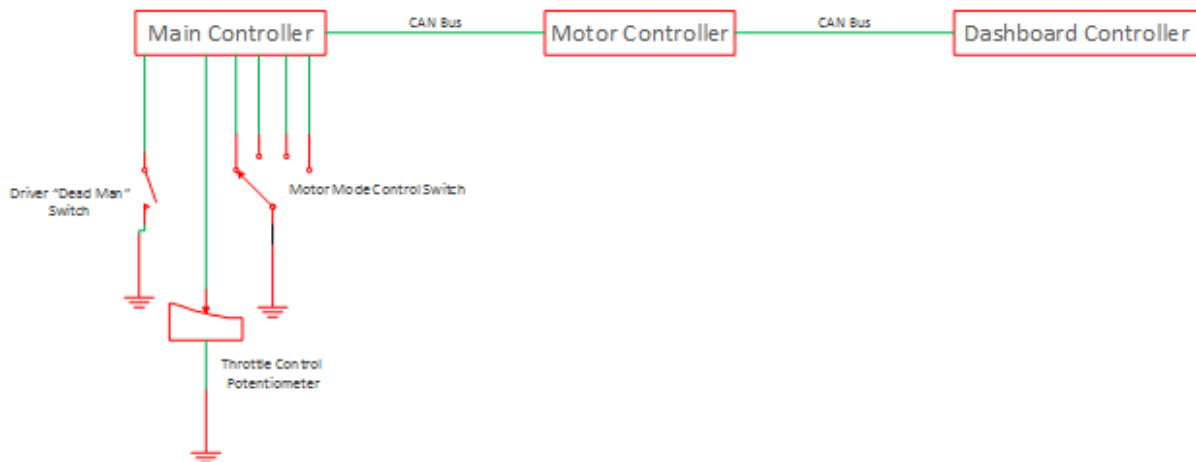 CAN Bus
CAN Bus
Main Controller
Motor Controller
Dashboard Controller
Driver “Dead Man”
Switch
Motor Mode Control Switch
Throttle Control
Potentiometer